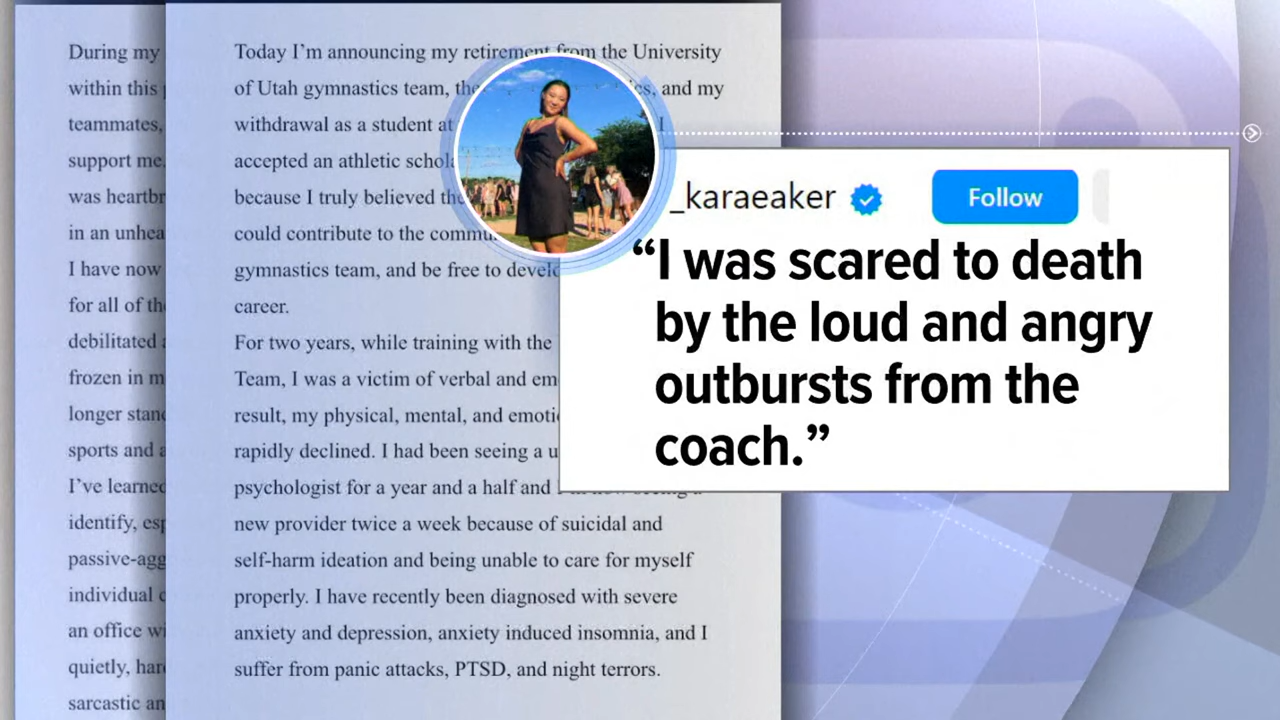 During my
within this
teammates,
support me.
was heartbr
in an unhea
I have now
for all of th
debilitated
frozen in m
longer stand
sports and a
I've learned
identify, esp
passive-agg
individual
an office wi
quietly, har
sarcastic an
Today I'm announcing my retirement from the University
of Utah gymnastics team, the ics, and my
withdrawal as a student at I
accepted an athletic schola
because I truly believed the
could contribute to the commu
gymnastics team, and be free to develo
career.
For two years, while training with the
Team, I was a victim of verbal and em
result, my physical, mental, and emoti
rapidly declined. I had been seeing a u
psychologist for a year and a half and I'm now seeing a
new provider twice a week because of suicidal and
self-harm ideation and being unable to care for myself
properly. I have recently been diagnosed with severe
anxiety and depression, anxiety induced insomnia, and I
suffer from panic attacks, PTSD, and night terrors.
_karaeaker
Follow
“I was scared to death
by the loud and angry
outbursts from the
coach.”